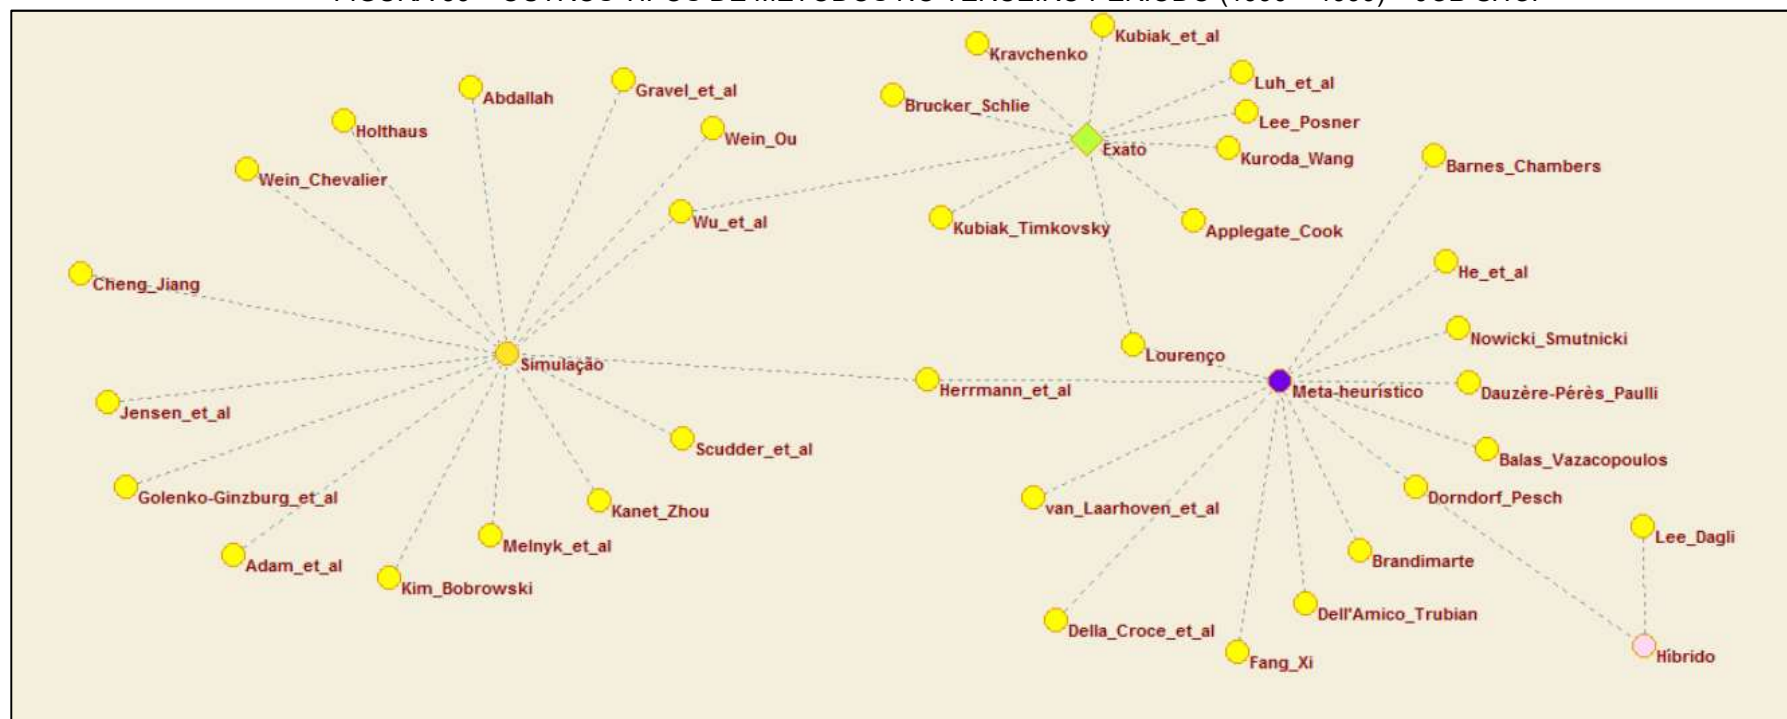 Kubiak_et_al
Kravchenko
Abdallah
Gravel_et_al
Luh_et_al
Brucker_Schlie
Holthaus
Wein_Ou
Lee_Posner
Exato
Kuroda_Wang
Barnes_Chambers
Wein_Chevalier
Wu_et_al
Kubiak_Timkovsky
Applegate_Cook
He_et_al
Cheng_Jiang
Nowicki_Smutnicki
Lourenço
Simulação
Herrmann_et_al
Meta-heurístico
Dauzère-Pérès_Paulli
Jensen_et_al
Scudder_et_al
Balas_Vazacopoulos
Golenko-Ginzburg_et_al
Dorndorf_Pesch
van_Laarhoven_et_al
Kanet_Zhou
Lee_Dagli
Melnyk_et_al
Adam_et_al
Brandimarte
Kim_Bobrowski
Dell'Amico_Trubian
Della_Croce_et_al
Híbrido
Fang_Xi